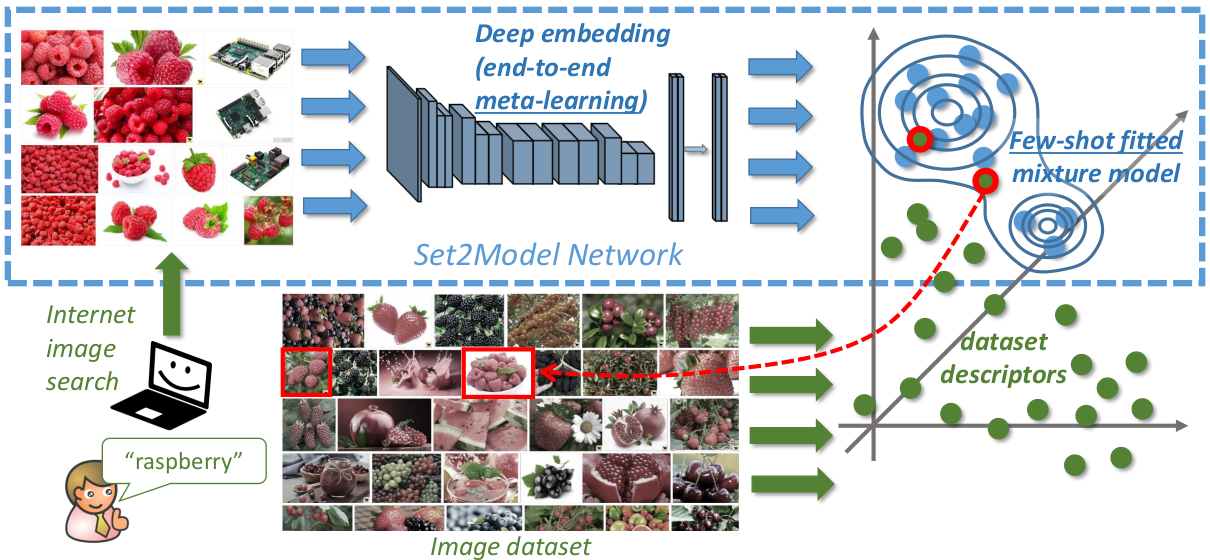 Deep embedding
(end-to-end
meta-learning)
Few-shot fitted
mixture model
Set2Model Network
Internet
image
search
dataset
descriptors
“raspberry”
Image dataset